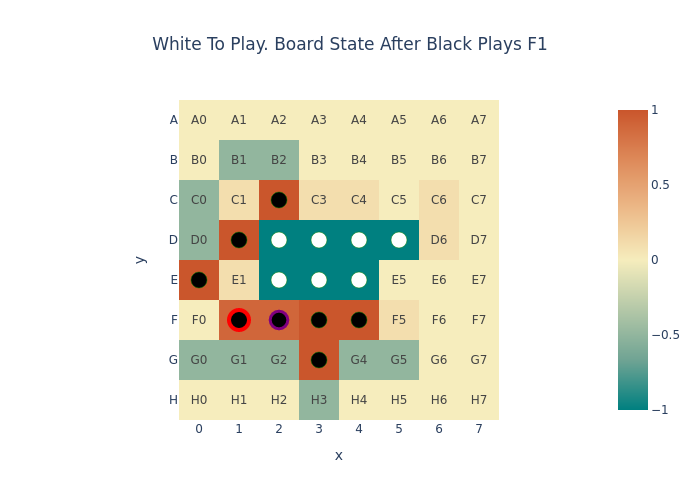 White To Play. Board State After Black Plays F1
A A0 A1 A2 A3 A4 A5 A6 A7
B B0 B1 B2 B3 B4 B5 B6 B7
C C0 C1 C3 C4 C5 C6 C7
D D0 D6 D7
E E1 E5 E6 E7
F F0 F5 F6 F7
G G0 G1 G2 G4 G5 G6 G7
H H0 H1 H2 H3 H4 H5 H6 H7
0 1 2 3 4 5 6 7
x
y
1
0.5
0
−0.5
−1